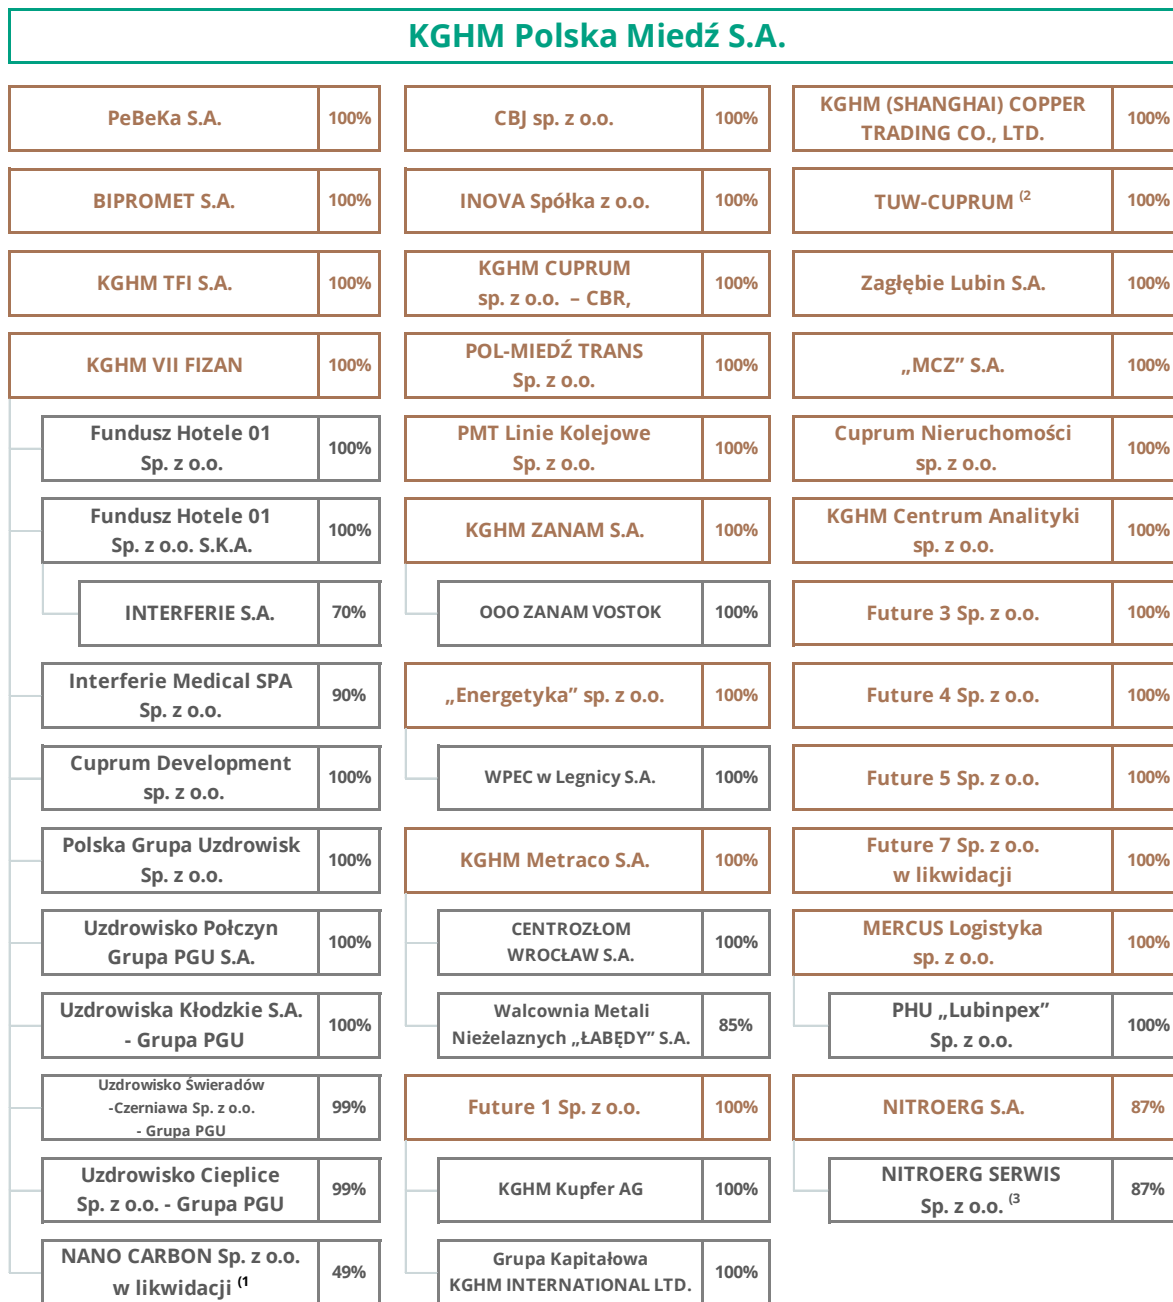 KGHM Polska Miedź S.A.
PeBeKa S.A.
100%
BIPROMET S.A.
100%
KGHM TFI S.A.
100%
KGHM VII FIZAN
100%
Fundusz Hotele 01
Sp. z o.o.
100%
Fundusz Hotele 01
Sp. z o.o. S.K.A.
100%
INTERFERIE S.A.
70%
Interferie Medical SPA
Sp. z o.o.
90%
Cuprum Development
sp. z o.o.
100%
Polska Grupa Uzdrowisk
Sp. z o.o.
100%
Uzdrowisko Połczyn
Grupa PGU S.A.
100%
Uzdrowiska Kłodzkie S.A.
- Grupa PGU
100%
Uzdrowisko Świeradów
-Czerniawa Sp. z o.o.
- Grupa PGU
99%
Uzdrowisko Cieplice
Sp. z o.o. - Grupa PGU
99%
NANO CARBON Sp. z o.o.
w likwidacji (1
49%
CBJ sp. z o.o.
100%
INOVA Spółka z o.o.
100%
KGHM CUPRUM
sp. z o.o. – CBR,
100%
POL-MIEDŹ TRANS
Sp. z o.o.
100%
PMT Linie Kolejowe
Sp. z o.o.
100%
KGHM ZANAM S.A.
100%
OOO ZANAM VOSTOK
100%
„Energetyka” sp. z o.o.
100%
WPEC w Legnicy S.A.
100%
KGHM Metraco S.A.
100%
CENTROZŁOM
WROCŁAW S.A.
100%
Walcownia Metali
Nieżelaznych „ŁABĘDY” S.A.
85%
Future 1 Sp. z o.o.
100%
KGHM Kupfer AG
100%
Grupa Kapitałowa
KGHM INTERNATIONAL LTD.
100%
KGHM (SHANGHAI) COPPER
TRADING CO., LTD.
100%
TUW-CUPRUM (2
100%
Zagłębie Lubin S.A.
100%
„MCZ” S.A.
100%
Cuprum Nieruchomości
sp. z o.o.
100%
KGHM Centrum Analityki
sp. z o.o.
100%
Future 3 Sp. z o.o.
100%
Future 4 Sp. z o.o.
100%
Future 5 Sp. z o.o.
100%
Future 7 Sp. z o.o.
w likwidacji
100%
MERCUS Logistyka
sp. z o.o.
100%
PHU „Lubinpex”
Sp. z o.o.
100%
NITROERG S.A.
87%
NITROERG SERWIS
Sp. z o.o. (3
87%